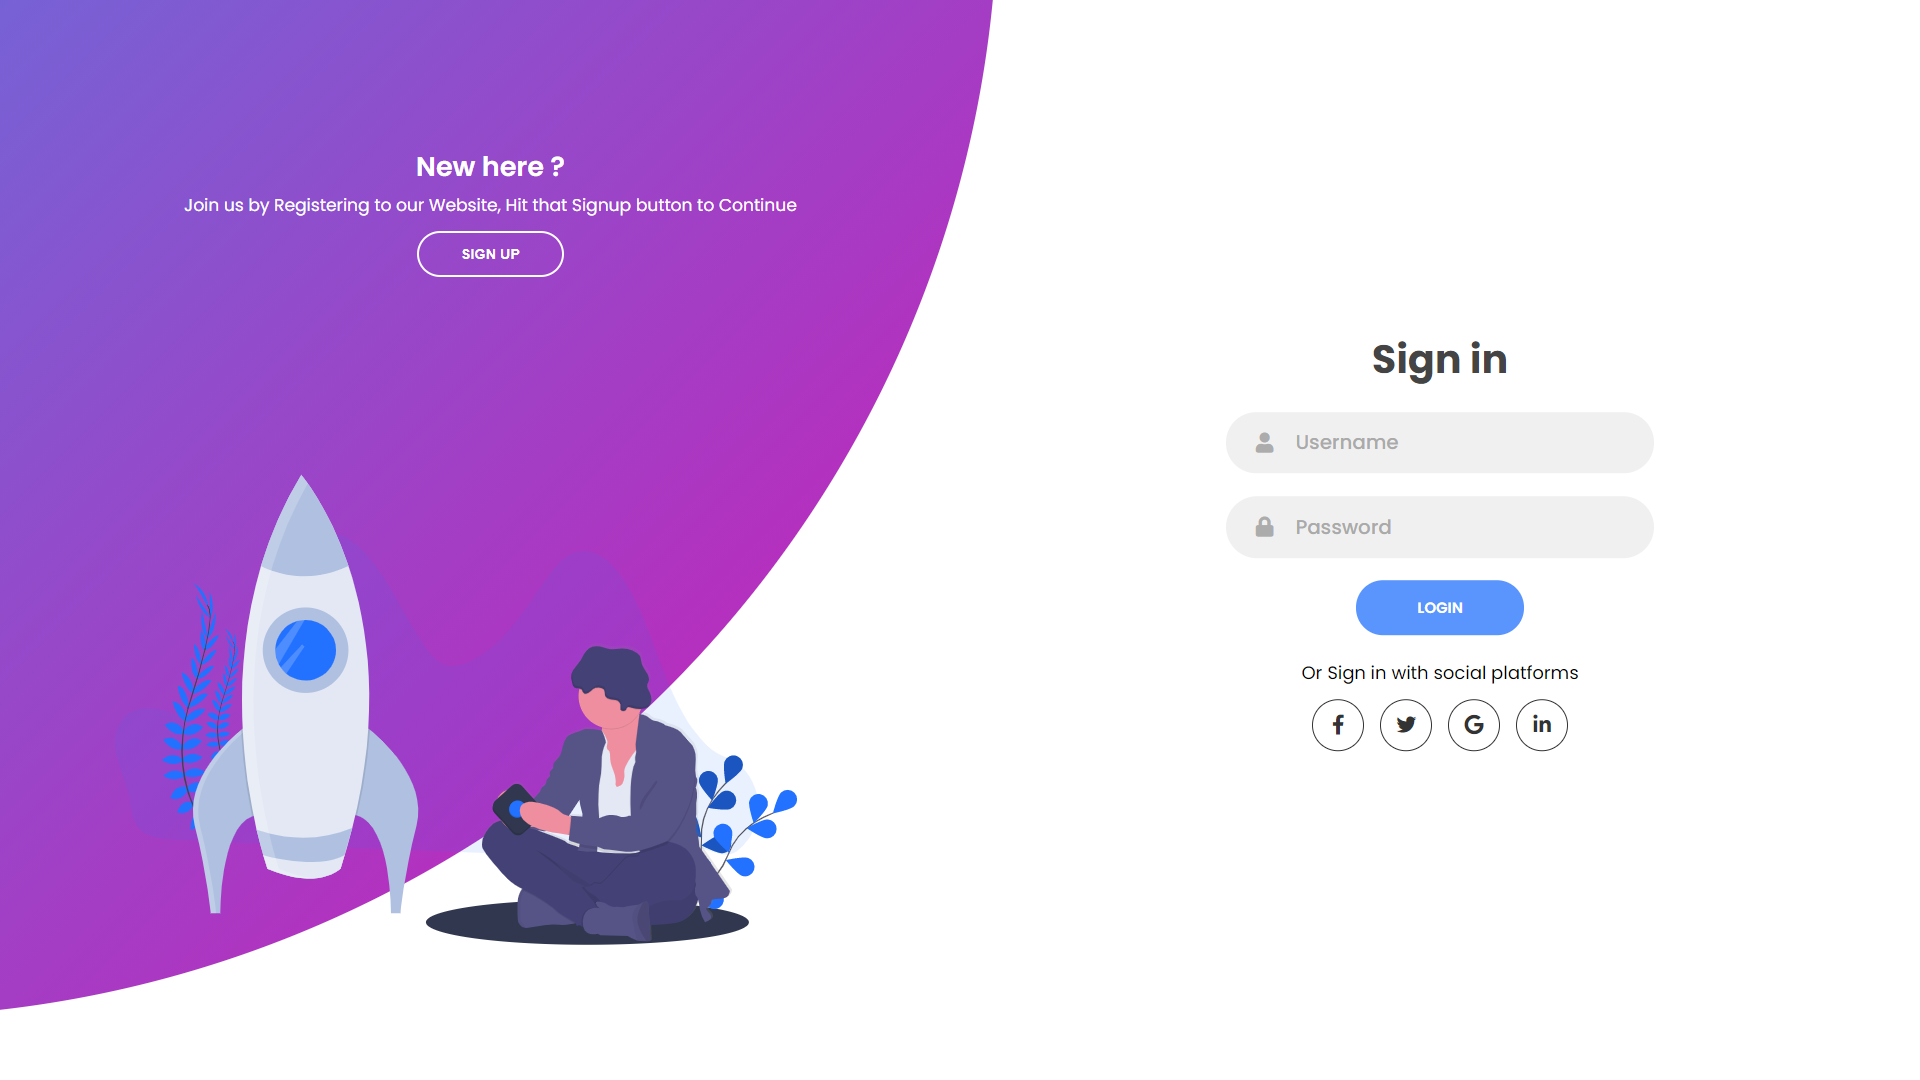 New here ?
Join us by Registering to our Website, Hit that Signup button to Continue
SIGN UP
Sign in
Username
Password
LOGIN
Or Sign in with social platforms